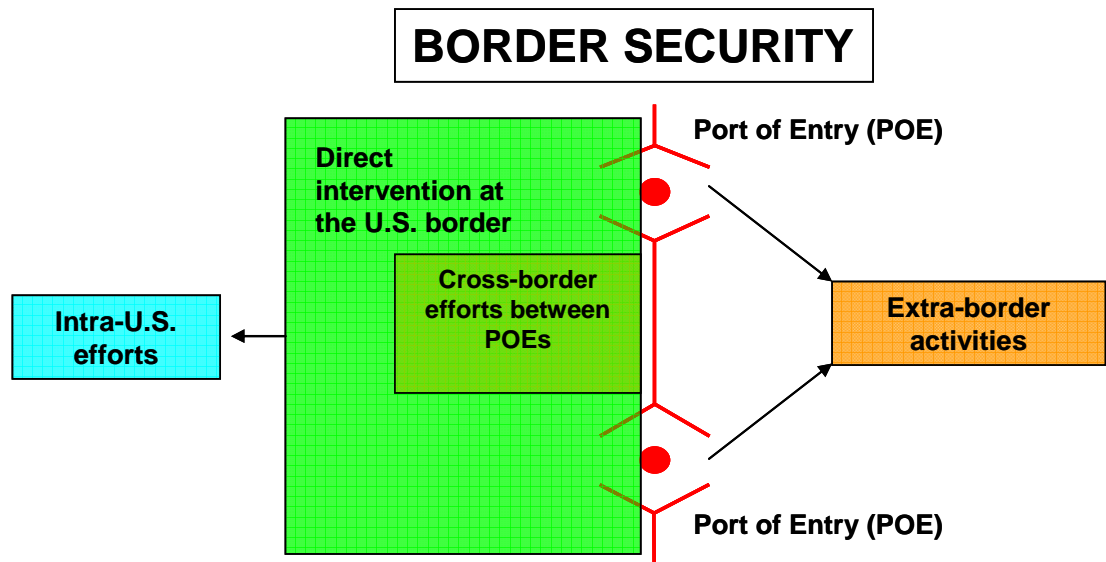 BORDER SECURITY
Port of Entry (POE)
Direct
intervention at
the U.S. border
Cross-border
efforts between
POEs
Intra-U.S.
efforts
Extra-border
activities
Port of Entry (POE)